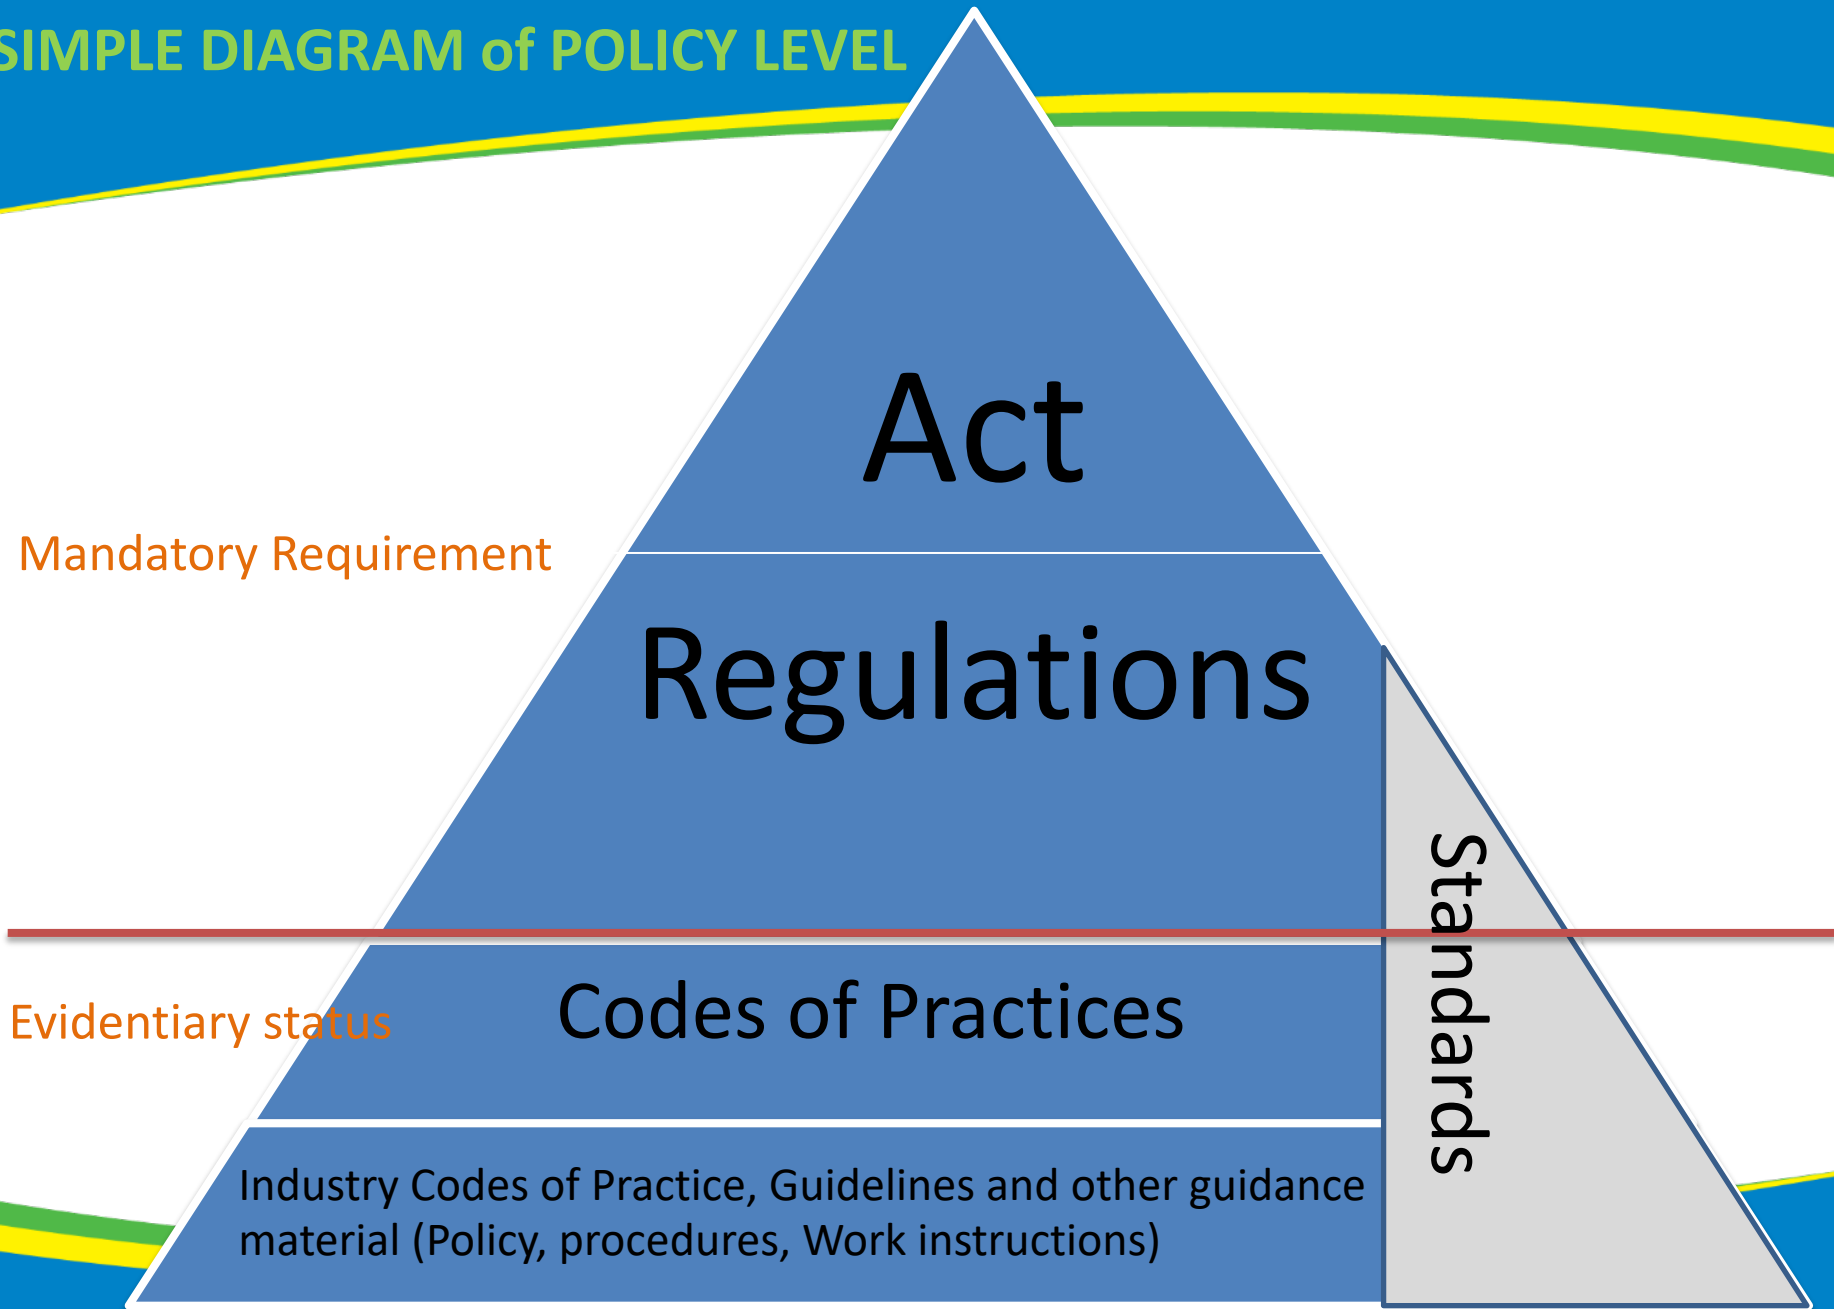 SIMPLE DIAGRAM of POLICY LEVEL
Act
Mandatory Requirement
Regulations
Standards
Evidentiary status
Codes of Practices
Industry Codes of Practice, Guidelines and other guidance
material (Policy, procedures, Work instructions)